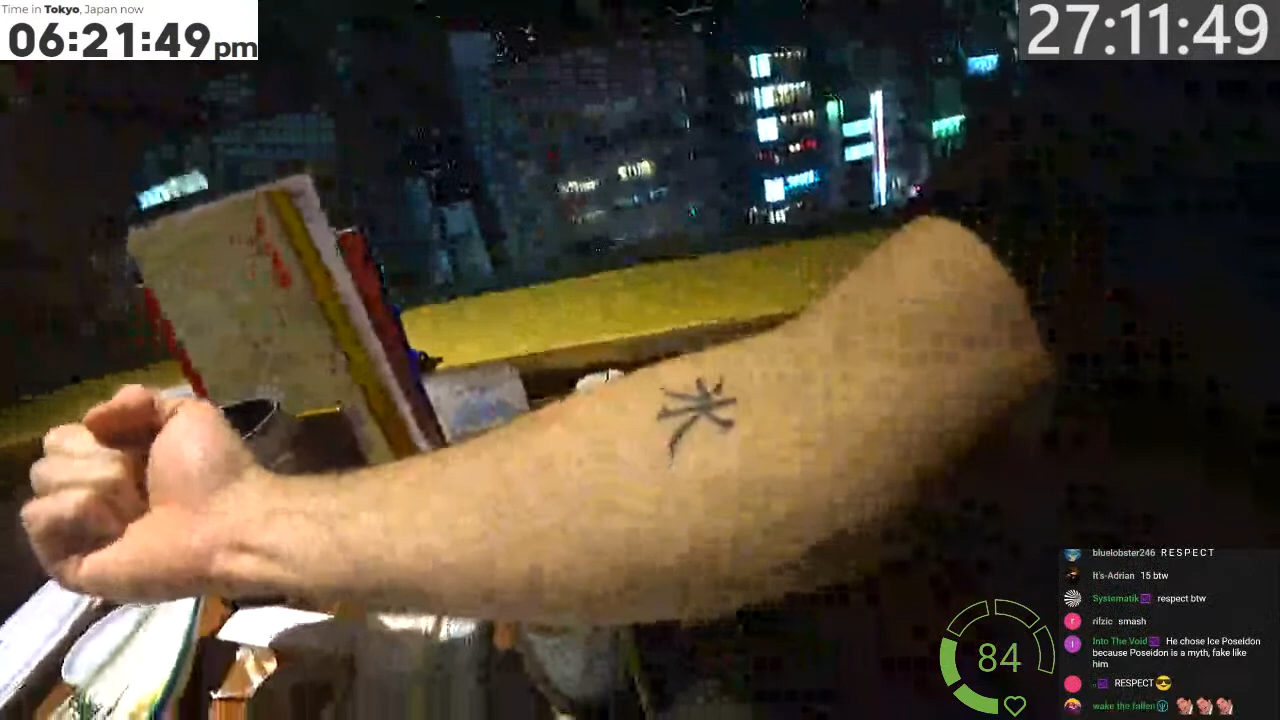 Time in Tokyo, Japan now
06:21:49pm
27:11:49
bluelobster246 R E S P E C T
It's-Adrian 15 btw
Systematik respect btw
rifzic smash
Into The Void He chose Ice Poseidon
because Poseidon is a myth, fake like
him
RESPECT 😎
wake the fallen
84